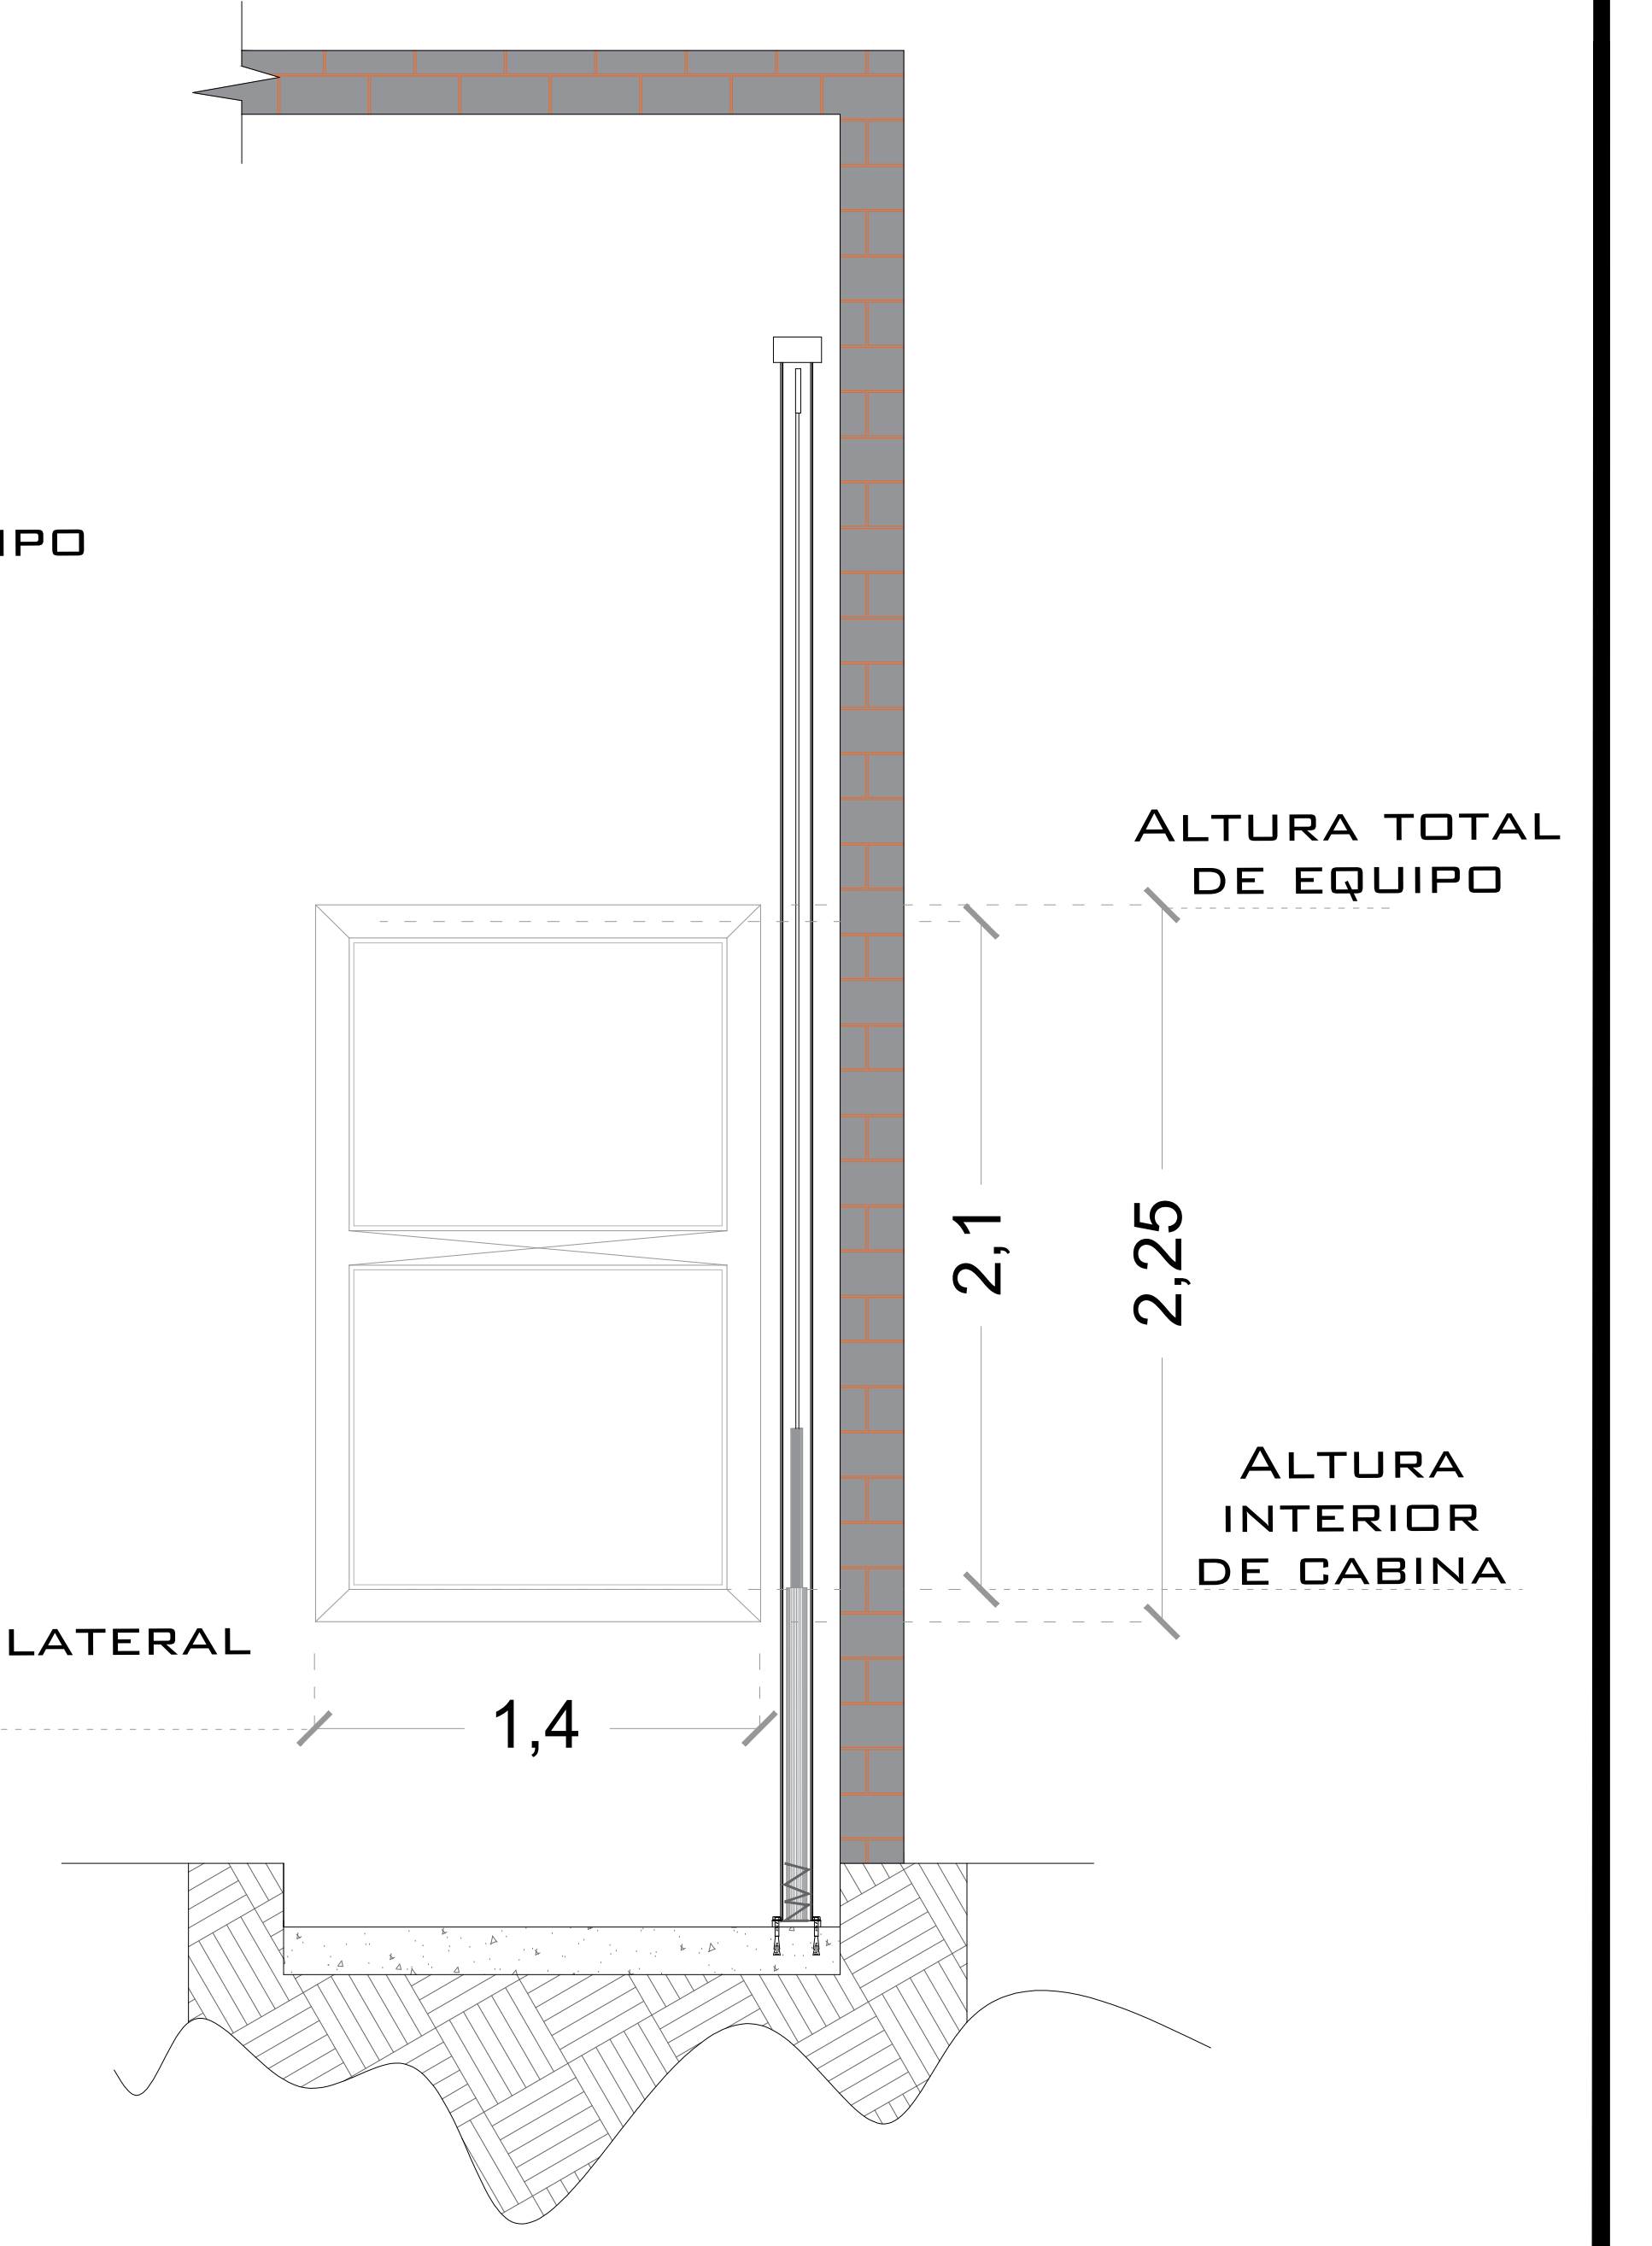 IPO
ALTURA TOTAL
DE EQUIPO
2,1
2,25
ALTURA
INTERIOR
DE CABINA
LATERAL
1,4